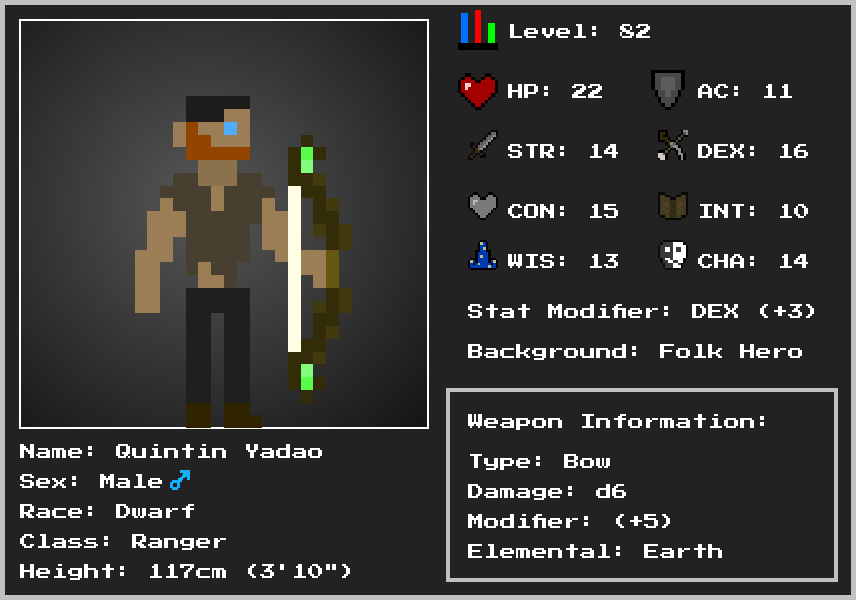 Level: 82
HP: 22 AC: 11
STR: 14 DEX: 16
CON: 15 INT: 10
WIS: 13 CHA: 14
Stat Modifier: DEX (+3)
Background: Folk Hero
Weapon Information:
Type: Bow
Damage: d6
Modifier: (+5)
Elemental: Earth
Name: Quintin Yadao
Sex: Male ♂
Race: Dwarf
Class: Ranger
Height: 117cm (3'10")